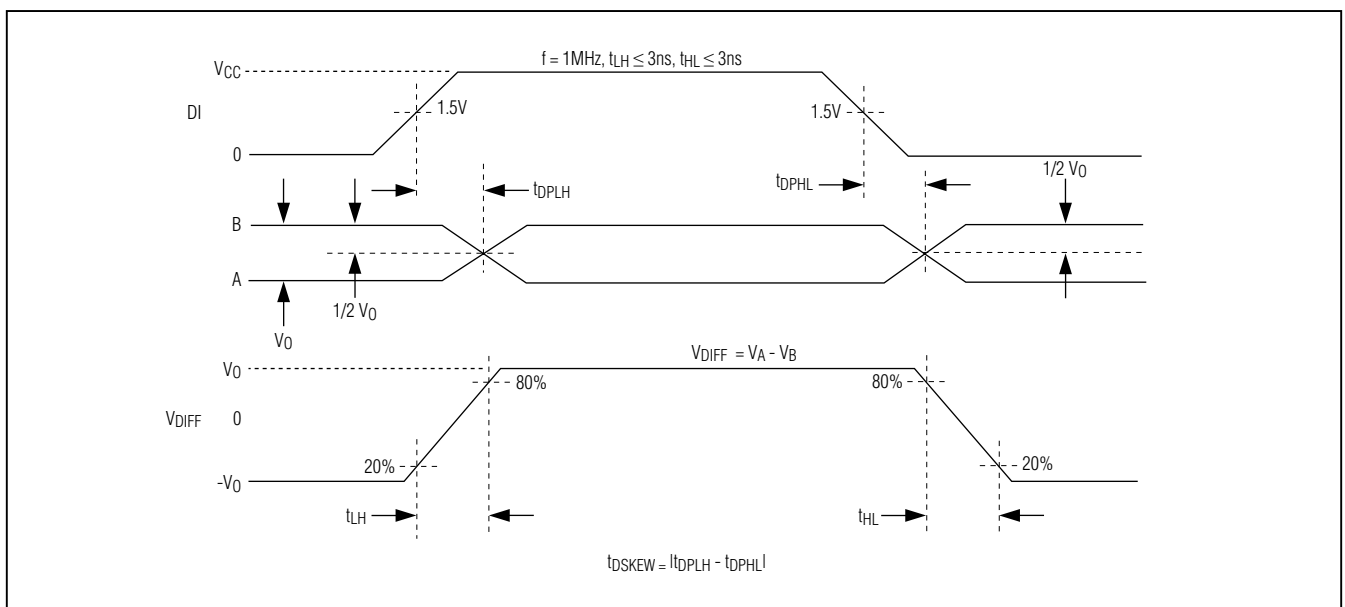 f = 1MHz, tLH ≤ 3ns, tHL ≤ 3ns
VCC
DI
1.5V
1.5V
0
1/2 VO
tDPLH
tDPHL
B
A
1/2 VO
VO
VDIFF = VA - VB
VO
80%
80%
VDIFF 0
20%
20%
-VO
tLH
tHL
tDSKEW = |tDPLH - tDPHL|